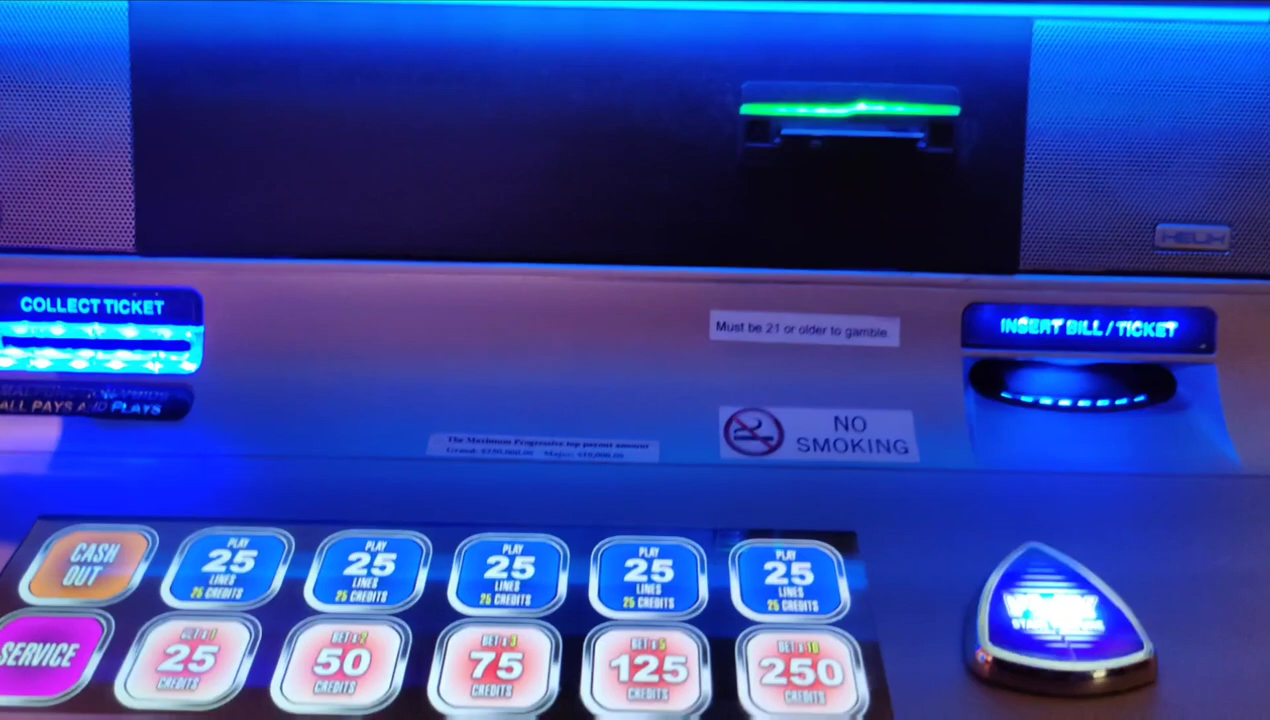 HELIX
COLLECT TICKET
INSERT BILL / TICKET
Must be 21 or older to gamble.
ALL PAYS AND PLAYS
NO
SMOKING
The Maximum Progressive top payout amount
CASH
OUT
PLAY
25
LINES
25 CREDITS
PLAY
25
LINES
25 CREDITS
PLAY
25
LINES
25 CREDITS
PLAY
25
LINES
25 CREDITS
PLAY
25
LINES
25 CREDITS
SERVICE
BET x 1
25
CREDITS
BET x 2
50
CREDITS
BET x 3
75
CREDITS
BET x 5
125
CREDITS
BET x 10
250
CREDITS